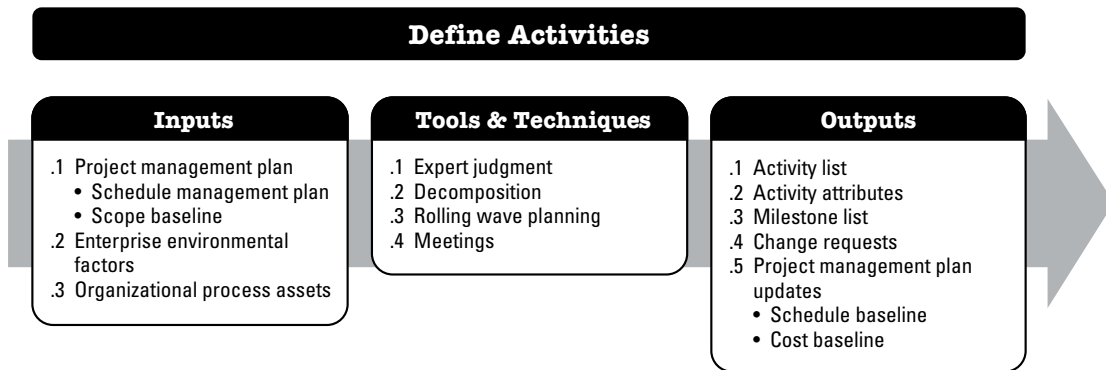 Define Activities
Inputs
.1 Project management plan
• Schedule management plan
• Scope baseline
.2 Enterprise environmental
factors
.3 Organizational process assets
Tools & Techniques
.1 Expert judgment
.2 Decomposition
.3 Rolling wave planning
.4 Meetings
Outputs
.1 Activity list
.2 Activity attributes
.3 Milestone list
.4 Change requests
.5 Project management plan
updates
• Schedule baseline
• Cost baseline